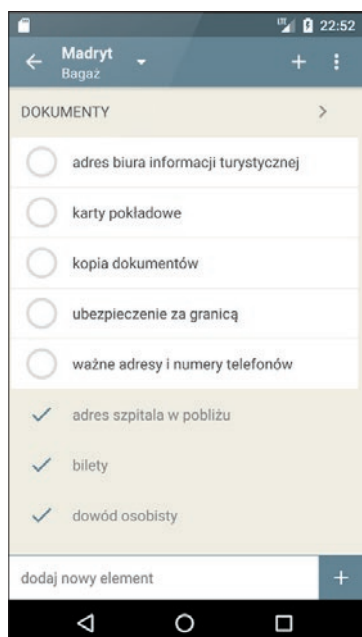 LTE 22:52
Madryt
Bagaż
DOKUMENTY
adres biura informacji turystycznej
karty pokładowe
kopia dokumentów
ubezpieczenie za granicą
ważne adresy i numery telefonów
adres szpitala w pobliżu
bilety
dowód osobisty
dodaj nowy element